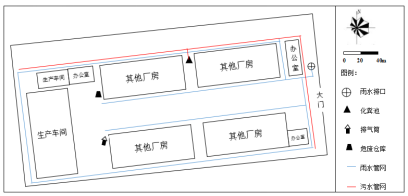 N
0 20 40m
图例:
雨水接口
化粪池
排气筒
危废仓库
雨水管网
污水管网
生产车间
办公室
其他厂房
其他厂房
办公室
大门
生产车间
其他厂房
其他厂房
办公室